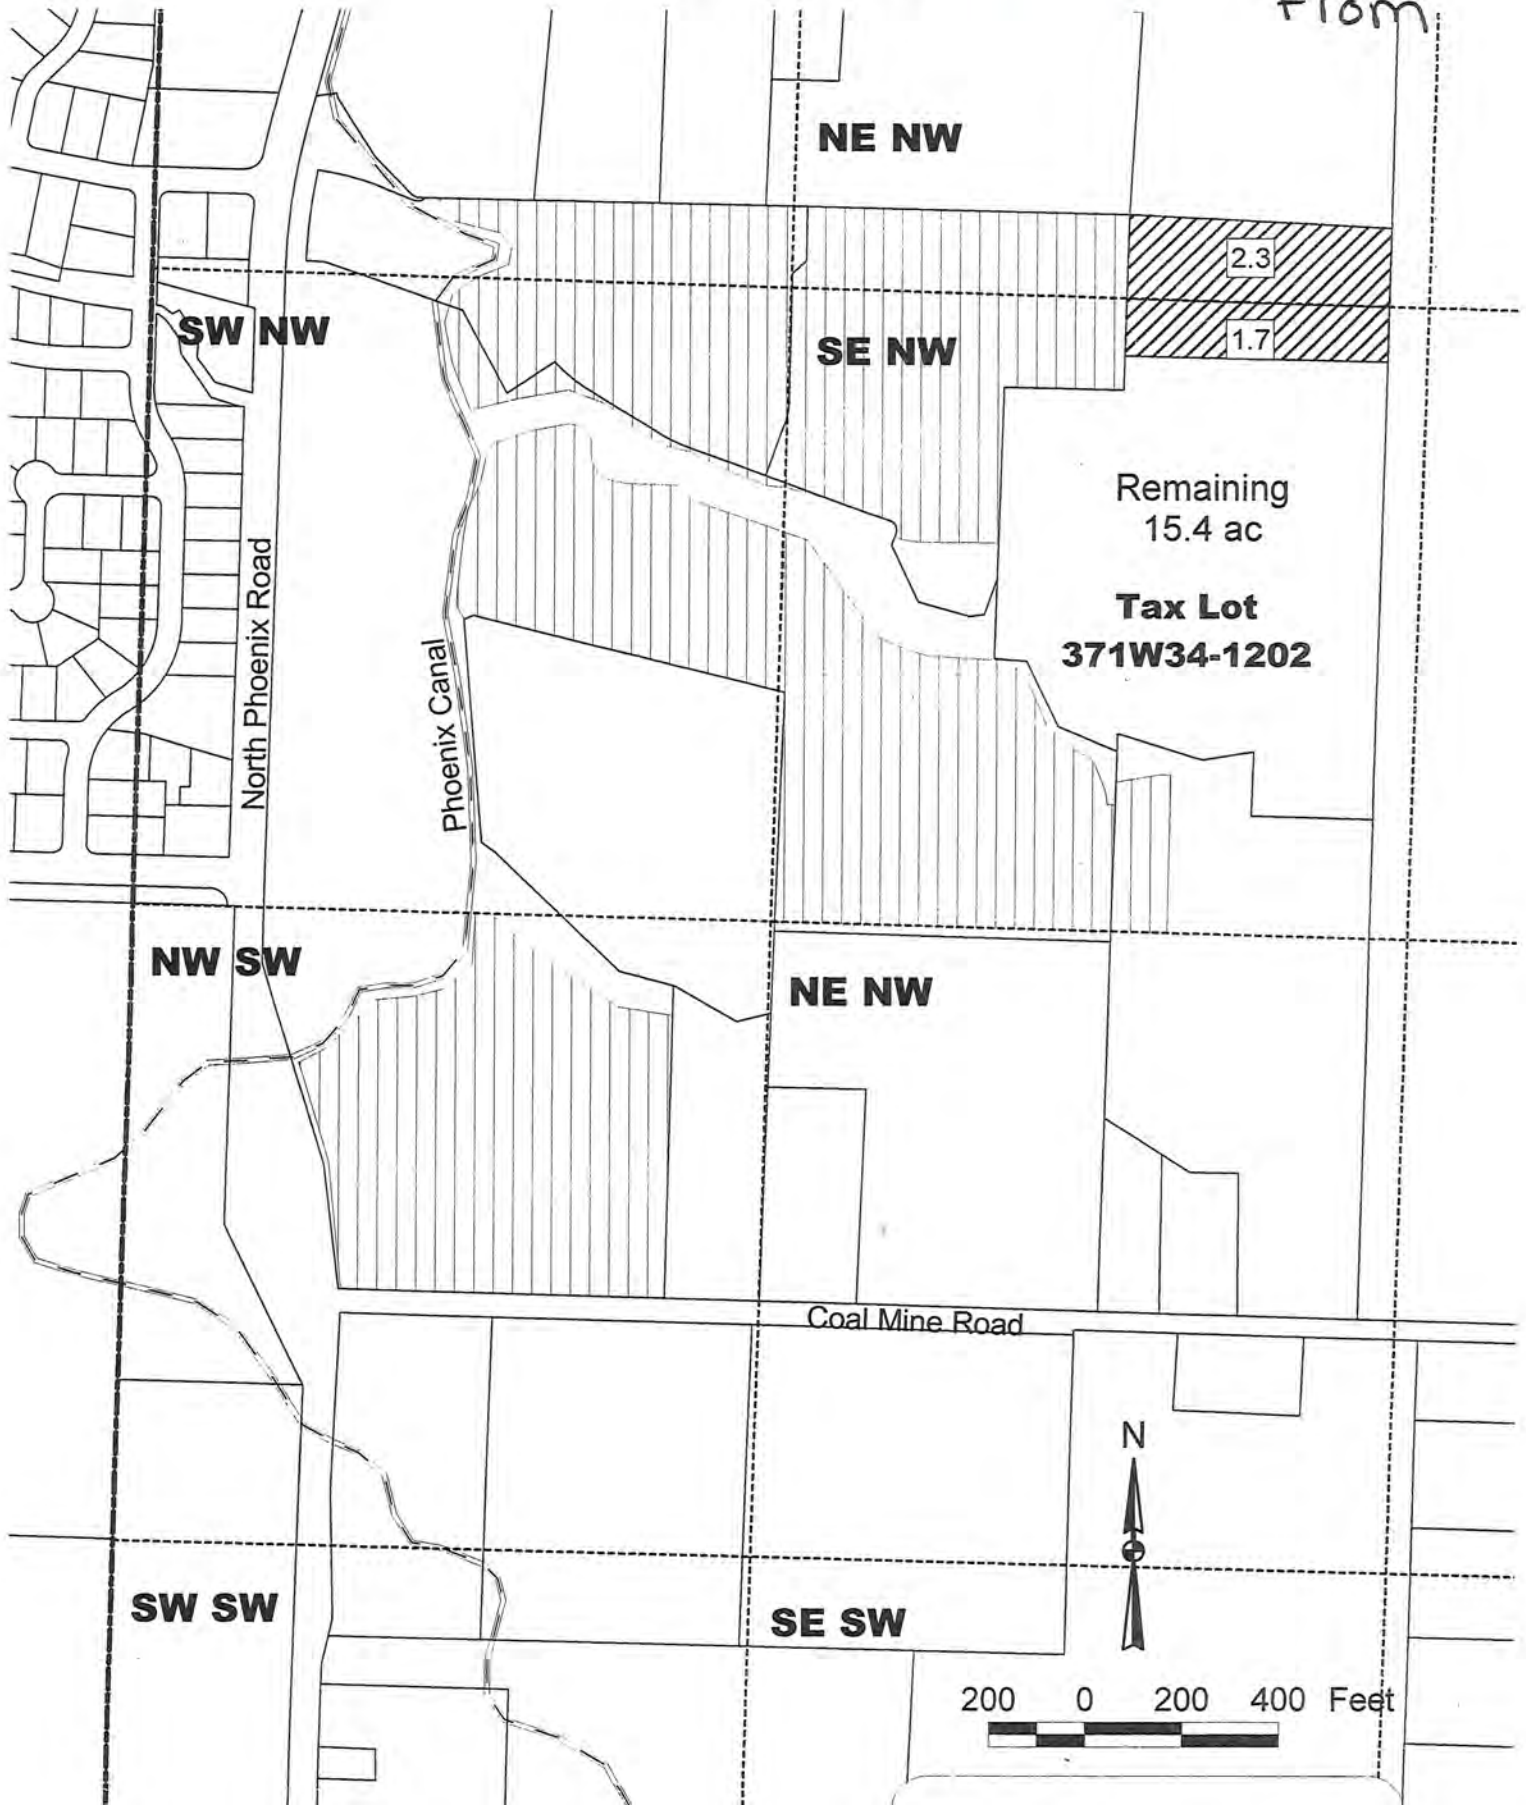 From
NE NW
2.3
SW NW
SE NW
1.7
Remaining
15.4 ac
Tax Lot
371W34-1202
North Phoenix Road
Phoenix Canal
NW SW
NE NW
Coal Mine Road
N
SW SW
SE SW
200 0 200 400 Feet